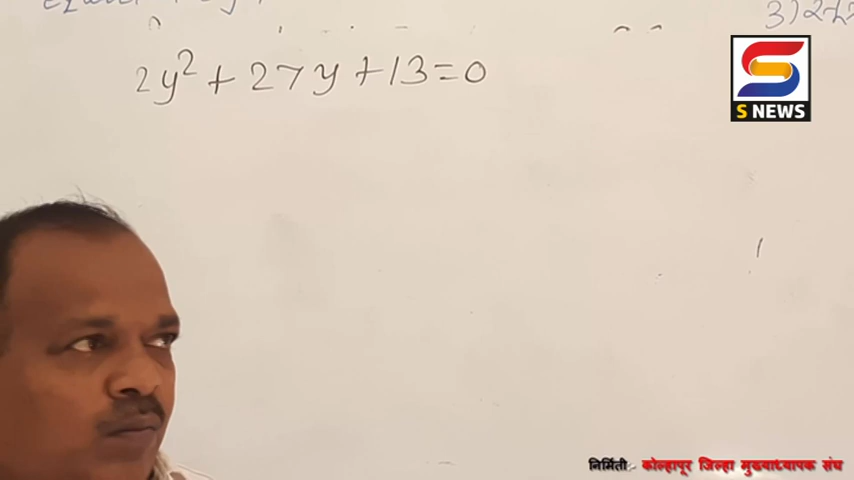 2y² + 27y + 13 = 0
S NEWS
निर्मिती:- कोल्हापूर जिल्हा मुख्याध्यापक संघ